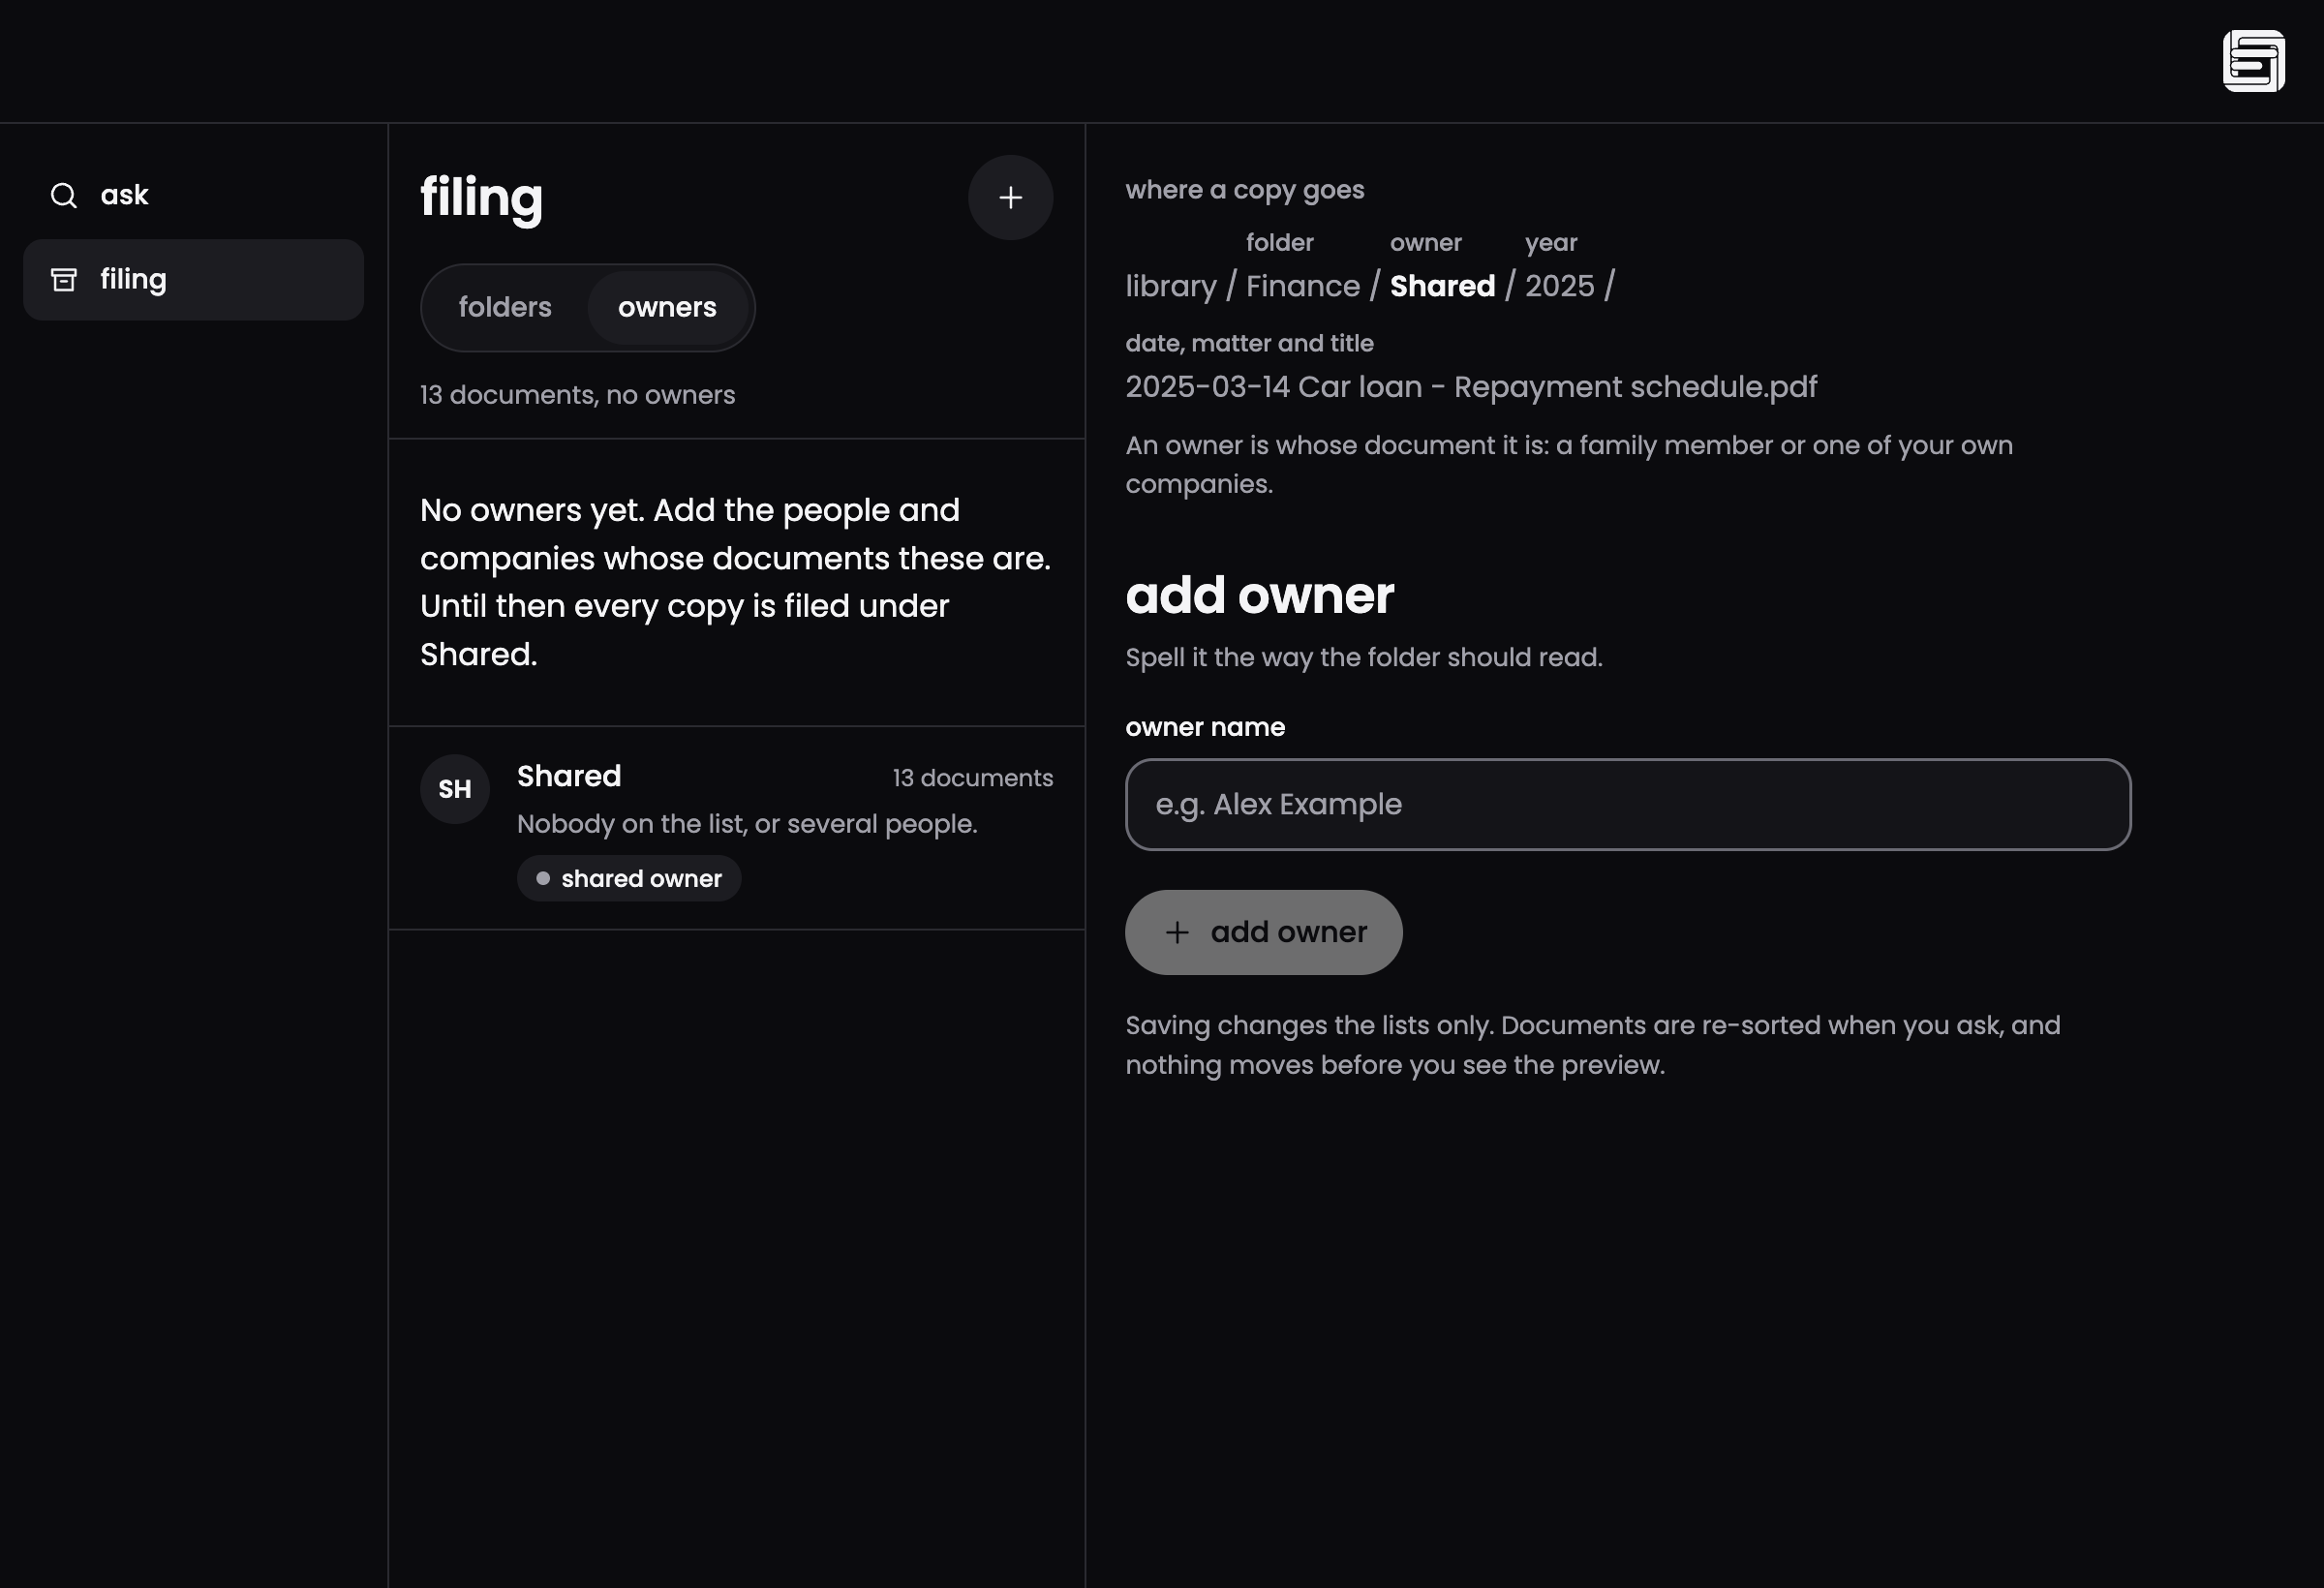 ask
filing
filing
folders
owners
13 documents, no owners
No owners yet. Add the people and
companies whose documents these are.
Until then every copy is filed under
Shared.
SH
Shared
13 documents
Nobody on the list, or several people.
shared owner
where a copy goes
folder owner year
library / Finance / Shared / 2025 /
date, matter and title
2025-03-14 Car loan - Repayment schedule.pdf
An owner is whose document it is: a family member or one of your own
companies.
add owner
Spell it the way the folder should read.
owner name
e.g. Alex Example
+ add owner
Saving changes the lists only. Documents are re-sorted when you ask, and
nothing moves before you see the preview.